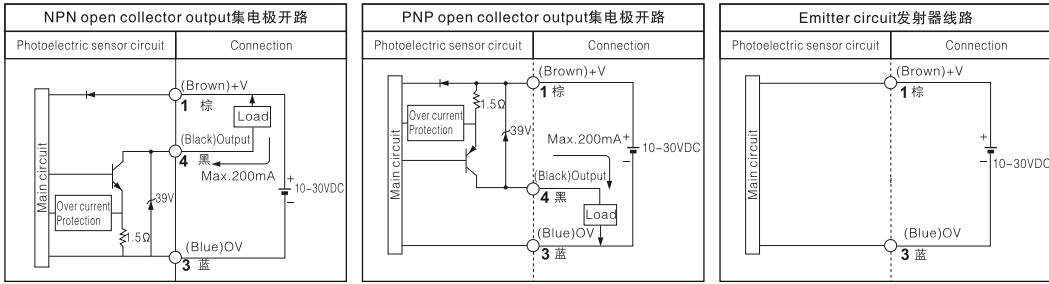 NPN open collector output集电极开路
Photoelectric sensor circuit
Connection
Main circuit
(Brown)+V
1 棕
Load
(Black)Output
4 黑
Max.200mA
+
10-30VDC
−
39V
Over current
Protection
1.5Ω
(Blue)OV
3 蓝
PNP open collector output集电极开路
Photoelectric sensor circuit
Connection
Main circuit
(Brown)+V
1 棕
1.5Ω
Over current
Protection
39V
Max.200mA
+
10-30VDC
−
(Black)Output
4 黑
Load
(Blue)OV
3 蓝
Emitter circuit发射器线路
Photoelectric sensor circuit
Connection
Main circuit
(Brown)+V
1 棕
+
10-30VDC
−
(Blue)OV
3 蓝